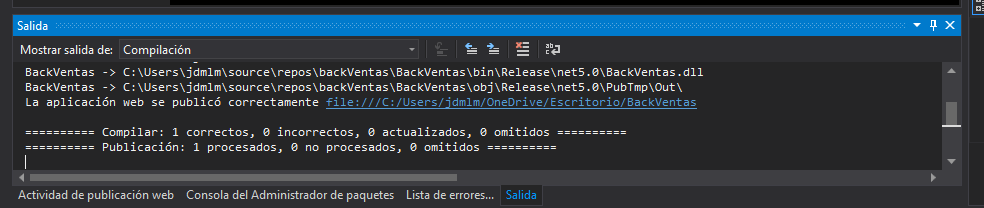 Salida
Mostrar salida de: Compilación
BackVentas -> C:\Users\jdmlm\source\repos\backVentas\BackVentas\bin\Release\net5.0\BackVentas.dll
BackVentas -> C:\Users\jdmlm\source\repos\backVentas\BackVentas\obj\Release\net5.0\PubTmp\Out\
La aplicación web se publicó correctamente file:///C:/Users/jdmlm/OneDrive/Escritorio/BackVentas
========== Compilar: 1 correctos, 0 incorrectos, 0 actualizados, 0 omitidos ==========
========== Publicación: 1 procesados, 0 no procesados, 0 omitidos ==========
Actividad de publicación web Consola del Administrador de paquetes Lista de errores... Salida